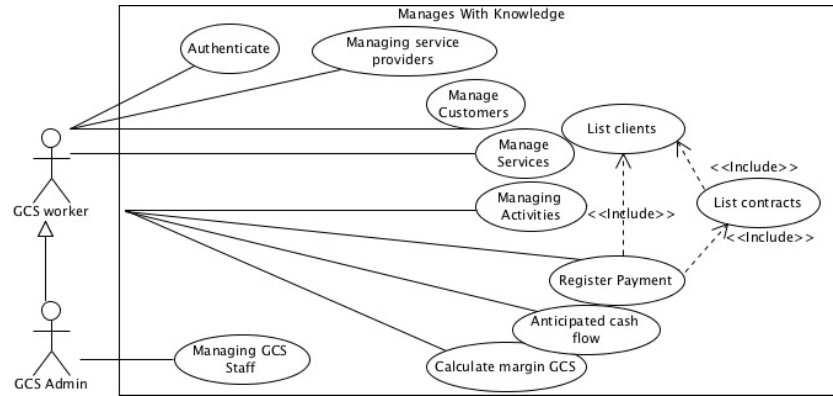 Manages With Knowledge
Authenticate
Managing service
providers
Manage
Customers
List clients
Manage
Services
<<Include>>
GCS worker
Managing
Activities
<<Include>>
List contracts
<<Include>>
Register Payment
Anticipated cash
flow
Managing GCS
Staff
Calculate margin GCS
GCS Admin